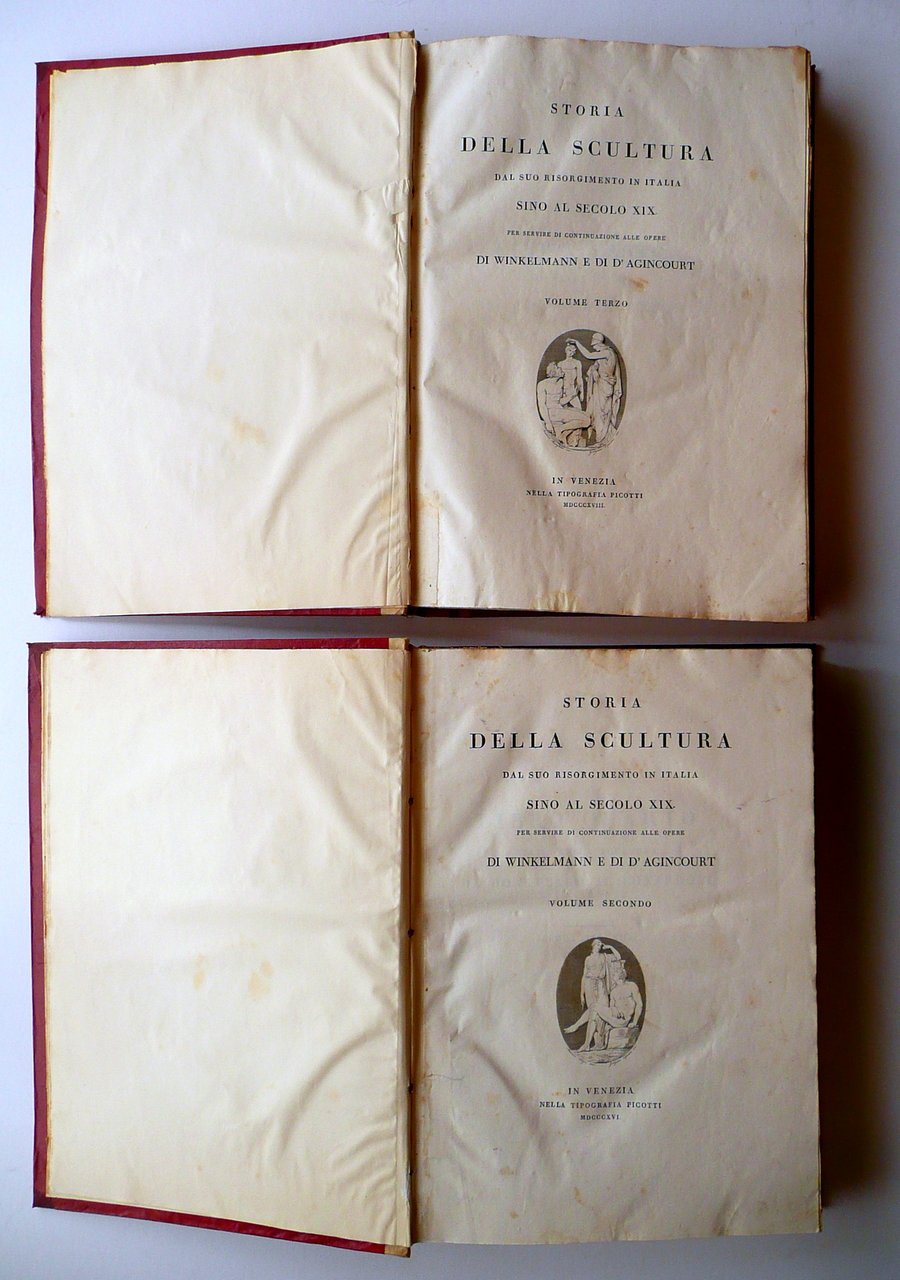 STORIA
DELLA SCULTURA
DAL SUO RISORGIMENTO IN ITALIA
SINO AL SECOLO XIX.
PER SERVIRE DI CONTINUAZIONE ALLE OPERE
DI WINKELMANN E DI D'AGINCOURT
VOLUME TERZO
IN VENEZIA
NELLA TIPOGRAFIA PICOTTI
MDCCCXVIII.
STORIA
DELLA SCULTURA
DAL SUO RISORGIMENTO IN ITALIA
SINO AL SECOLO XIX.
PER SERVIRE DI CONTINUAZIONE ALLE OPERE
DI WINKELMANN E DI D'AGINCOURT
VOLUME SECONDO
IN VENEZIA
NELLA TIPOGRAFIA PICOTTI
MDCCCXVI.